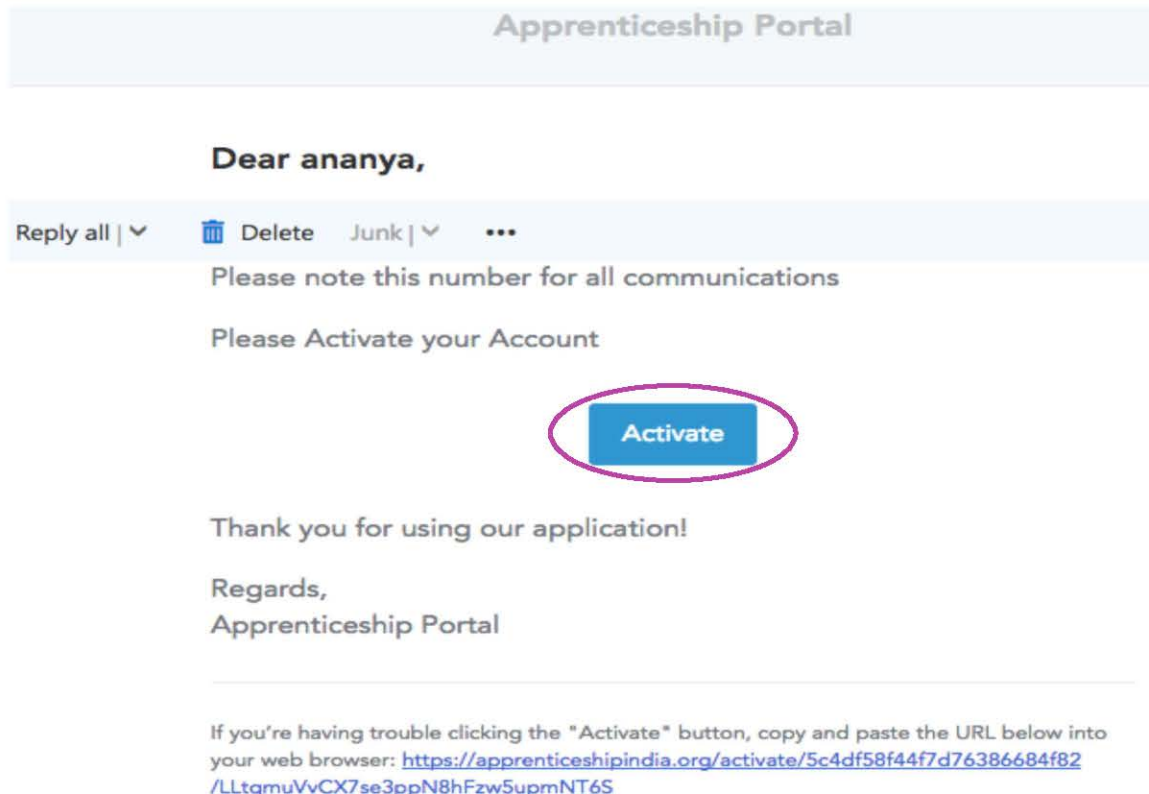 Apprenticeship Portal
Dear ananya,
Reply all | Delete Junk | •••
Please note this number for all communications
Please Activate your Account
Activate
Thank you for using our application!
Regards,
Apprenticeship Portal
If you're having trouble clicking the "Activate" button, copy and paste the URL below into
your web browser: https://apprenticeshipindia.org/activate/5c4df58f44f7d76386684f82
/LLtgmuVvCX7se3ppN8hFzw5upmNT6S